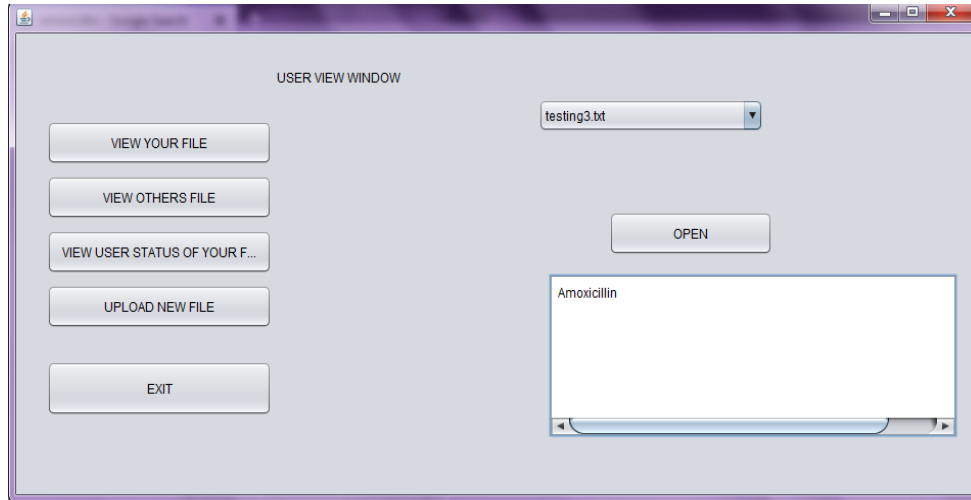 USER VIEW WINDOW
testing3.txt
VIEW YOUR FILE
VIEW OTHERS FILE
VIEW USER STATUS OF YOUR F...
UPLOAD NEW FILE
EXIT
OPEN
Amoxicillin